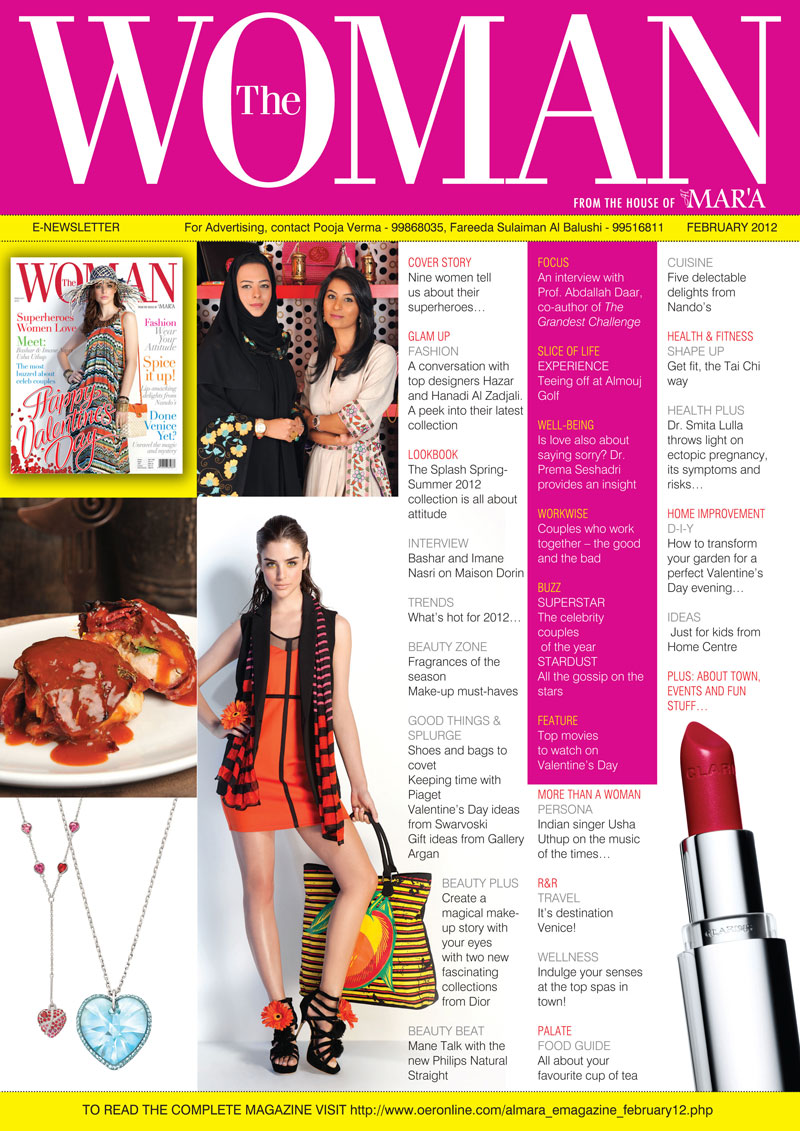 The
WOMAN
FROM THE HOUSE OF
AL
MAR'A
E-NEWSLETTER
For Advertising, contact Pooja Verma - 99868035, Fareeda Sulaiman Al Balushi - 99516811
FEBRUARY 2012
The
WOMAN
Superheroes
Women Love
Meet:
Bashar & Imane
Usha Uthup
The most
buzzed about
celeb couples
Happy
Valentine's
Day
Fashion
Wear
Your
Attitude
Spice
it up!
Lip-smacking
delights from
Nando's
Done
Venice
Yet?
Unravel the magic
and mystery
COVER STORY
Nine women tell
us about their
superheroes…
GLAM UP
FASHION
A conversation with
top designers Hazar
and Hanadi Al Zadjali.
A peek into their latest
collection
LOOKBOOK
The Splash Spring-
Summer 2012
collection is all about
attitude
INTERVIEW
Bashar and Imane
Nasri on Maison Dorin
TRENDS
What's hot for 2012…
BEAUTY ZONE
Fragrances of the
season
Make-up must-haves
GOOD THINGS &
SPLURGE
Shoes and bags to
covet
Keeping time with
Piaget
Valentine's Day ideas
from Swarvoski
Gift ideas from Gallery
Argan
BEAUTY PLUS
Create a
magical make-
up story with
your eyes
with two new
fascinating
collections
from Dior
BEAUTY BEAT
Mane Talk with the
new Philips Natural
Straight
FOCUS
An interview with
Prof. Abdallah Daar,
co-author of The
Grandest Challenge
SLICE OF LIFE
EXPERIENCE
Teeing off at Almouj
Golf
WELL-BEING
Is love also about
saying sorry? Dr.
Prema Seshadri
provides an insight
WORKWISE
Couples who work
together – the good
and the bad
BUZZ
SUPERSTAR
The celebrity
couples
of the year
STARDUST
All the gossip on the
stars
FEATURE
Top movies
to watch on
Valentine's Day
MORE THAN A WOMAN
PERSONA
Indian singer Usha
Uthup on the music
of the times…
R&R
TRAVEL
It's destination
Venice!
WELLNESS
Indulge your senses
at the top spas in
town!
PALATE
FOOD GUIDE
All about your
favourite cup of tea
CUISINE
Five delectable
delights from
Nando's
HEALTH & FITNESS
SHAPE UP
Get fit, the Tai Chi
way
HEALTH PLUS
Dr. Smita Lulla
throws light on
ectopic pregnancy,
its symptoms and
risks…
HOME IMPROVEMENT
D-I-Y
How to transform
your garden for a
perfect Valentine's
Day evening…
IDEAS
Just for kids from
Home Centre
PLUS: ABOUT TOWN,
EVENTS AND FUN
STUFF…
CLARINS
TO READ THE COMPLETE MAGAZINE VISIT http://www.oeronline.com/almara_emagazine_february12.php